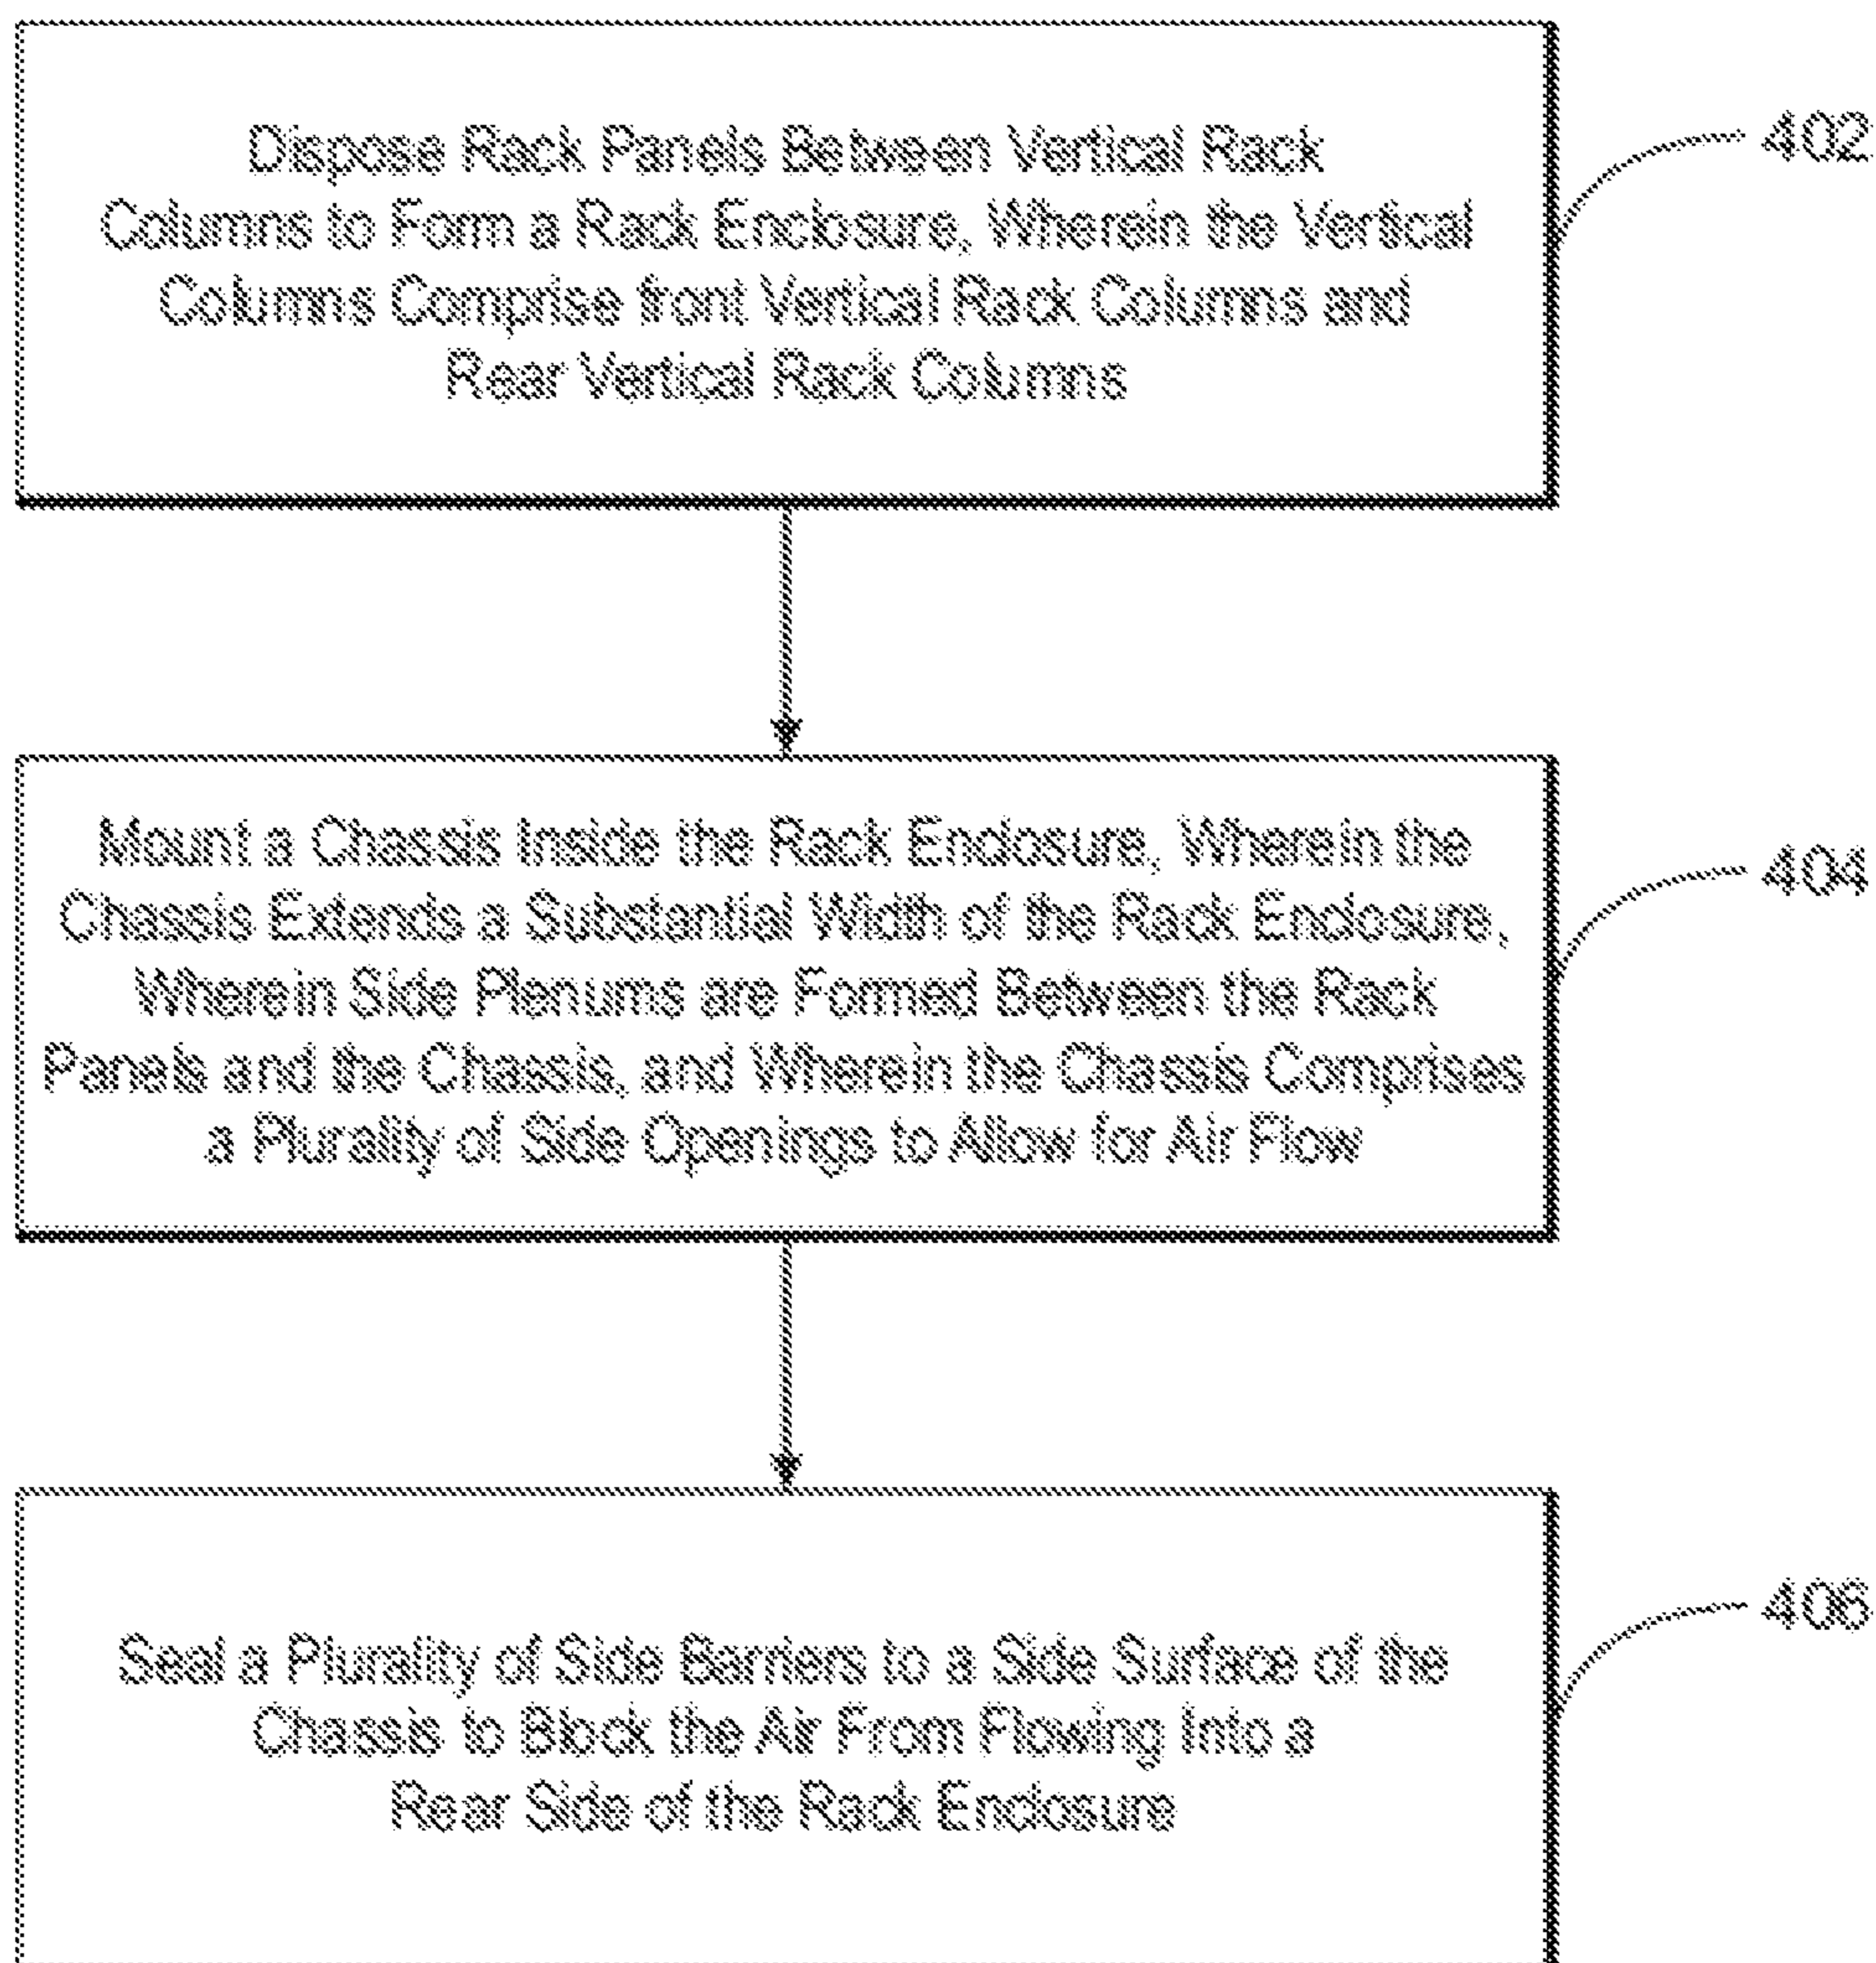 Dispose Rack Panels Between Vertical Rack
Columns to Form a Rack Enclosure, Wherein the Vertical
Columns Comprise front Vertical Rack Columns and
Rear Vertical Rack Columns
402
Mount a Chassis Inside the Rack Enclosure, Wherein the
Chassis Extends a Substantial Width of the Rack Enclosure,
Wherein Side Plenums are Formed Between the Rack
Panels and the Chassis, and Wherein the Chassis Comprises
a Plurality of Side Openings to Allow for Air Flow
404
Seal a Plurality of Side Barriers to a Side Surface of the
Chassis to Block the Air From Flowing Into a
Rear Side of the Rack Enclosure
406